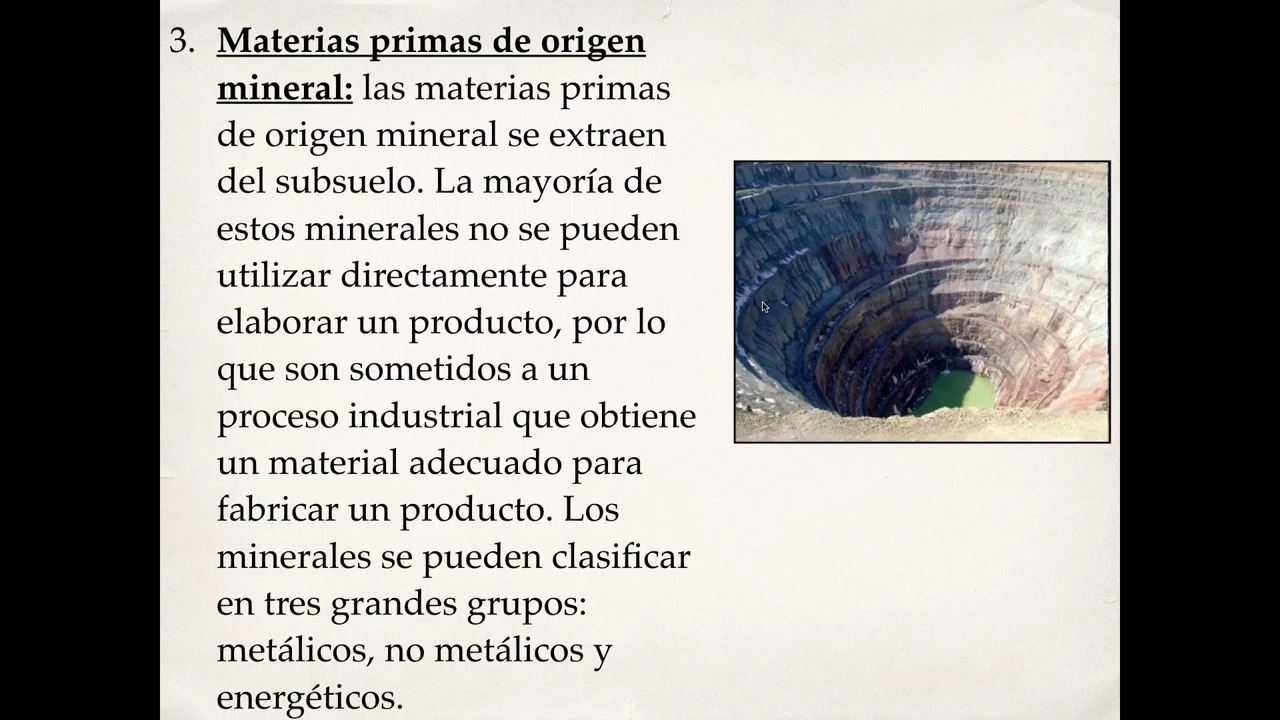 3. Materias primas de origen
mineral: las materias primas
de origen mineral se extraen
del subsuelo. La mayoría de
estos minerales no se pueden
utilizar directamente para
elaborar un producto, por lo
que son sometidos a un
proceso industrial que obtiene
un material adecuado para
fabricar un producto. Los
minerales se pueden clasificar
en tres grandes grupos:
metálicos, no metálicos y
energéticos.